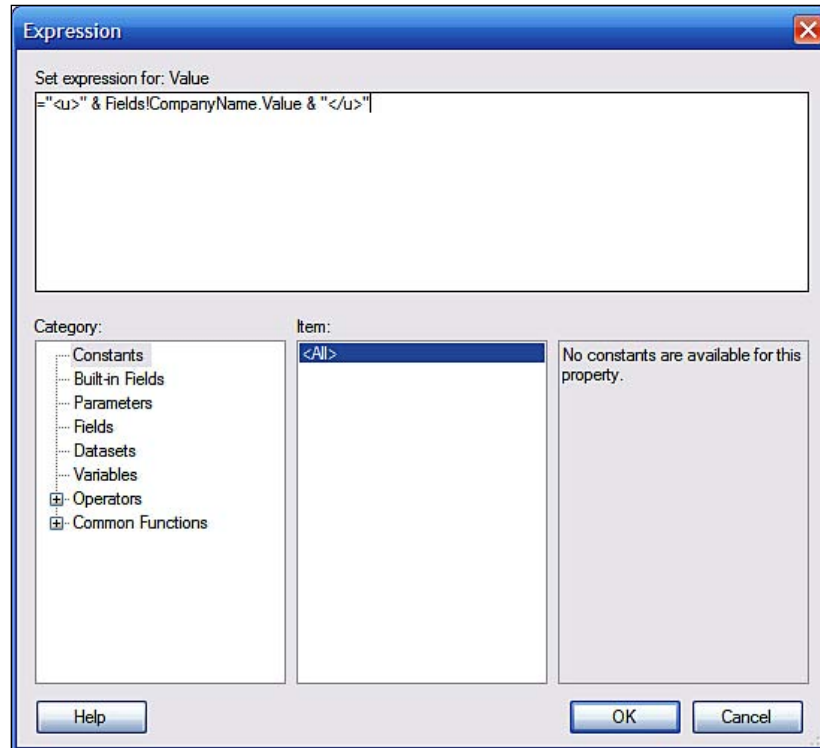 Expression
Set expression for: Value
="<u>" & Fields!CompanyName.Value & "</u>"
Category:
Constants
Built-in Fields
Parameters
Fields
Datasets
Variables
Operators
Common Functions
Item:
<All>
No constants are available for this
property.
Help
OK
Cancel